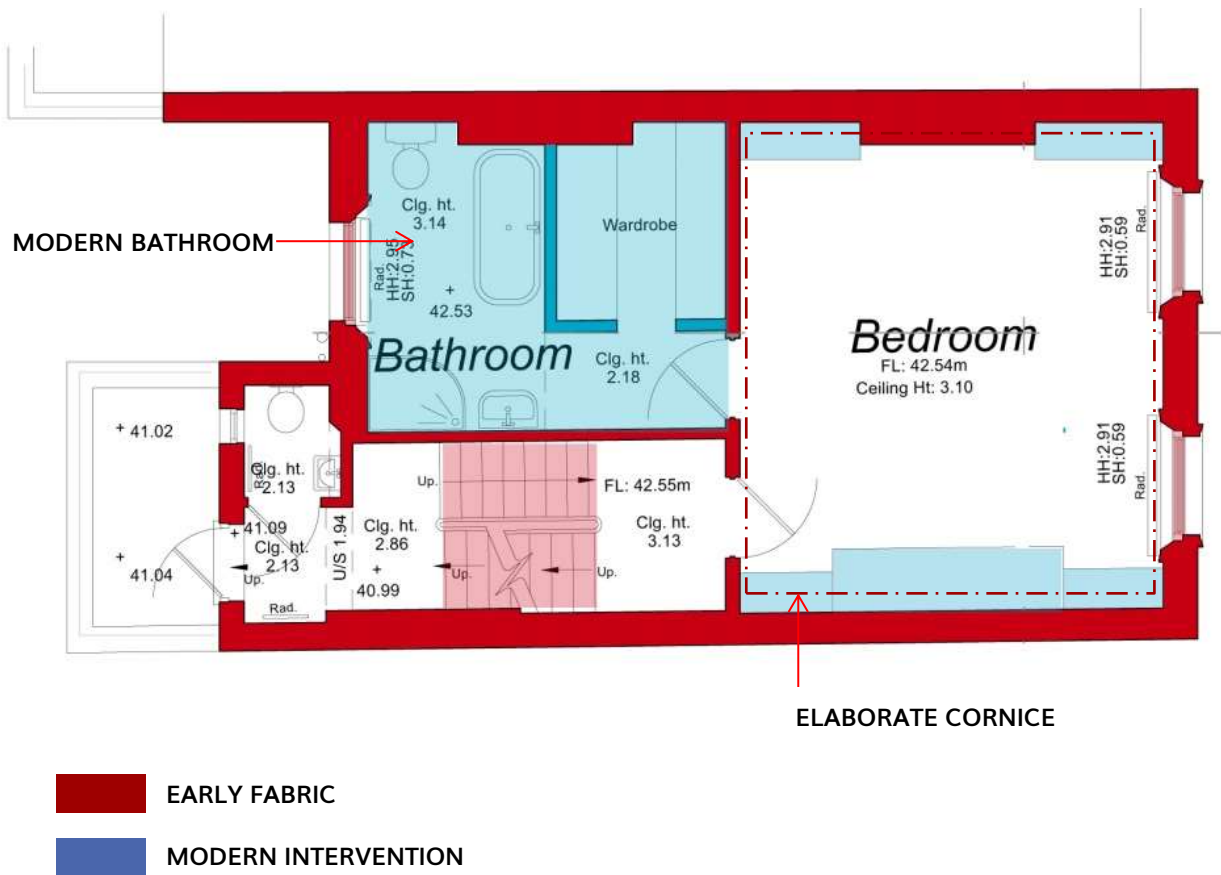 Clg. ht.
3.14
MODERN BATHROOM
Rad.
HH:2.95
SH:0.73
+
42.53
Wardrobe
Bathroom
Clg. ht.
2.18
Bedroom
FL: 42.54m
Ceiling Ht: 3.10
HH:2.91
SH:0.59
Rad.
HH:2.91
SH:0.59
Rad.
+ 41.02
Clg. ht.
2.13
Rad.
+
41.09
Clg. ht.
2.13
+
41.04
Up.
Rad.
U/S 1.94
Clg. ht.
2.86
+
40.99
Up.
Up.
Up.
FL: 42.55m
Clg. ht.
3.13
ELABORATE CORNICE
EARLY FABRIC
MODERN INTERVENTION